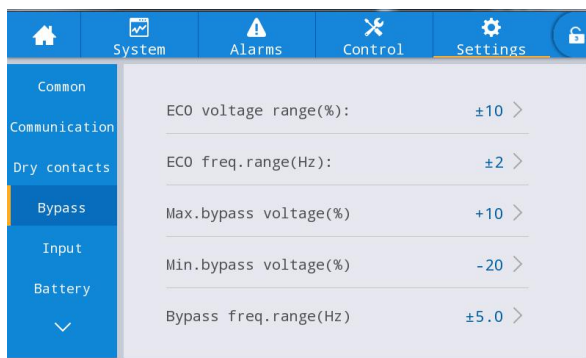 System Alarms Control Settings
Common
Communication
Dry contacts
Bypass
Input
Battery
ECO voltage range(%): ±10
ECO freq.range(Hz): ±2
Max.bypass voltage(%) +10
Min.bypass voltage(%) -20
Bypass freq.range(Hz) ±5.0